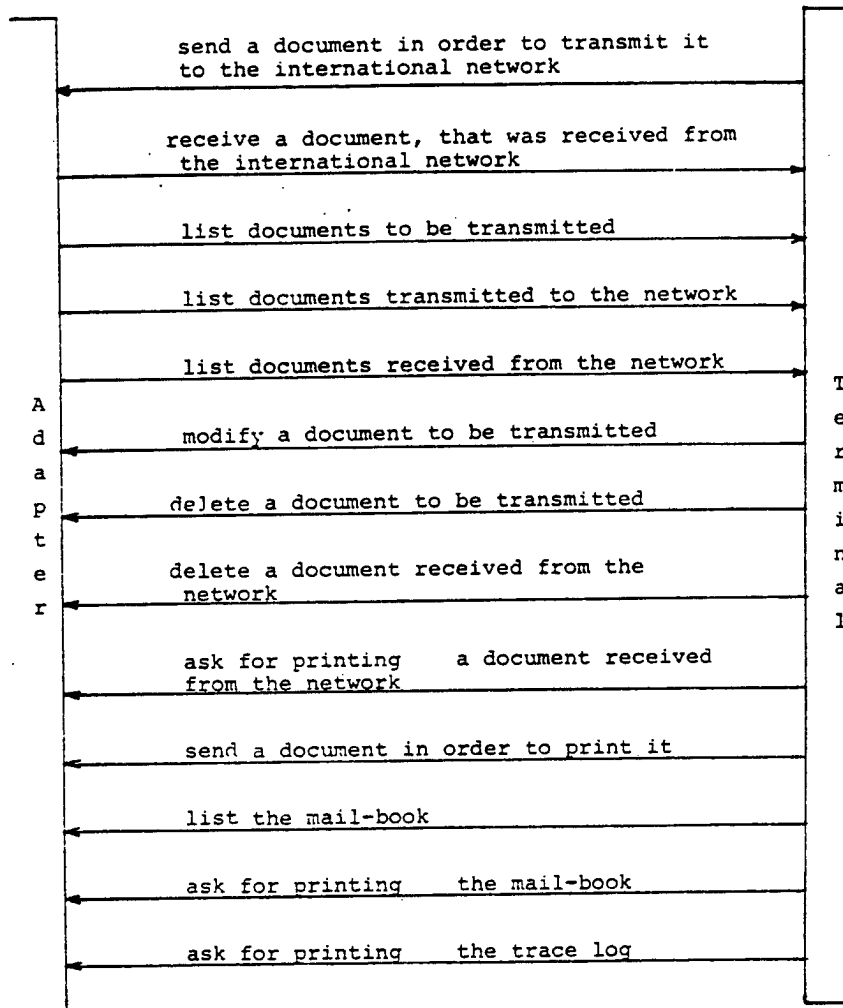 send a document in order to transmit it
to the international network
receive a document, that was received from
the international network
list documents to be transmitted
list documents transmitted to the network
list documents received from the network
modify a document to be transmitted
delete a document to be transmitted
delete a document received from the
network
ask for printing a document received
from the network
send a document in order to print it
list the mail-book
ask for printing the mail-book
ask for printing the trace log
Adapter
Terminal